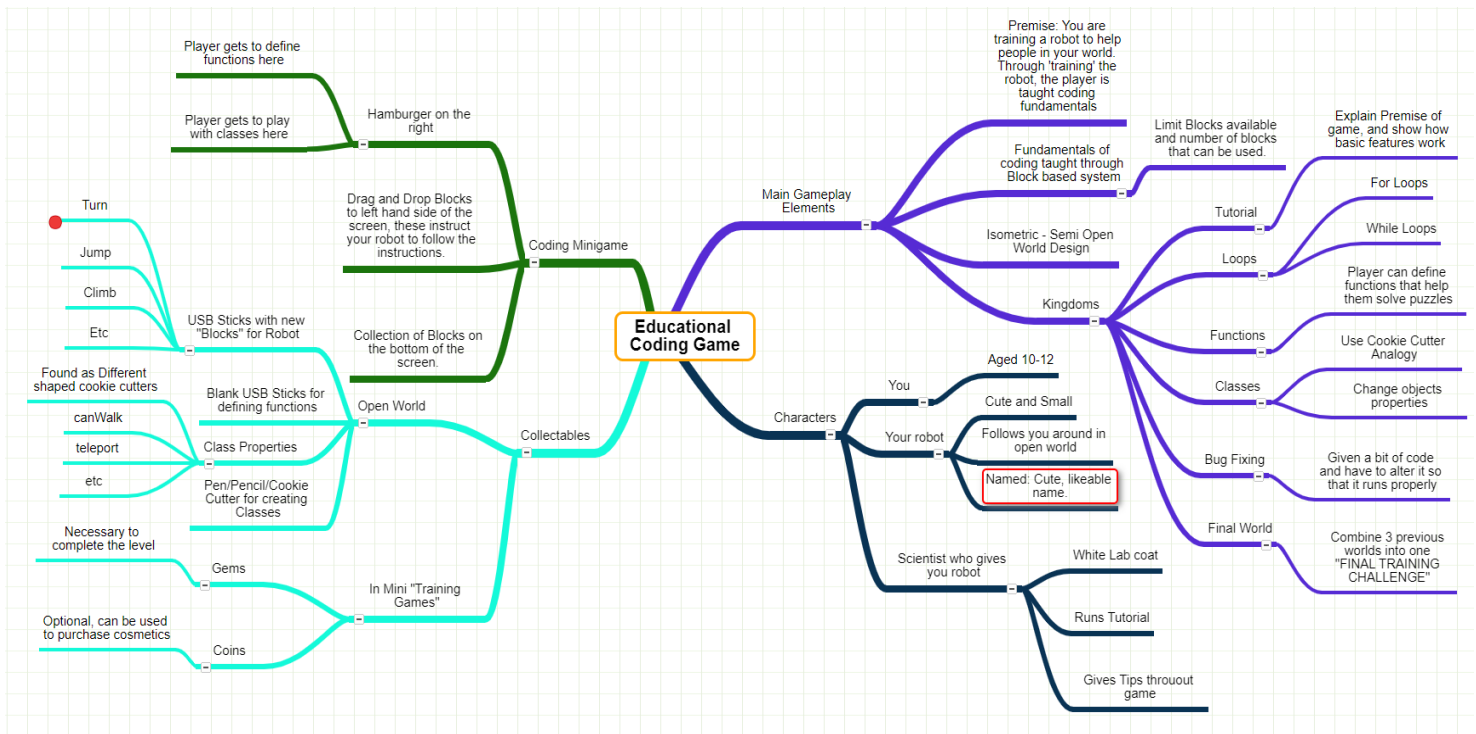 Educational
Coding Game
Main Gameplay
Elements
Premise: You are
training a robot to help
people in your world.
Through 'training' the
robot, the player is
taught coding
fundamentals
Fundamentals of
coding taught through
Block based system
Limit Blocks available
and number of blocks
that can be used.
Isometric - Semi Open
World Design
Kingdoms
Tutorial
Explain Premise of
game, and show how
basic features work
Loops
For Loops
While Loops
Functions
Player can define
functions that help
them solve puzzles
Classes
Use Cookie Cutter
Analogy
Change objects
properties
Bug Fixing
Given a bit of code
and have to alter it so
that it runs properly
Final World
Combine 3 previous
worlds into one
"FINAL TRAINING
CHALLENGE"
Characters
You
Aged 10-12
Your robot
Cute and Small
Follows you around in
open world
Named: Cute, likeable
name.
Scientist who gives
you robot
White Lab coat
Runs Tutorial
Gives Tips throuout
game
Coding Minigame
Hamburger on the
right
Player gets to define
functions here
Player gets to play
with classes here
Drag and Drop Blocks
to left hand side of the
screen, these instruct
your robot to follow the
instructions.
Collection of Blocks on
the bottom of the
screen.
Collectables
Open World
USB Sticks with new
"Blocks" for Robot
Turn
Jump
Climb
Etc
Blank USB Sticks for
defining functions
Class Properties
Found as Different
shaped cookie cutters
canWalk
teleport
etc
Pen/Pencil/Cookie
Cutter for creating
Classes
In Mini "Training
Games"
Gems
Necessary to
complete the level
Coins
Optional, can be used
to purchase cosmetics